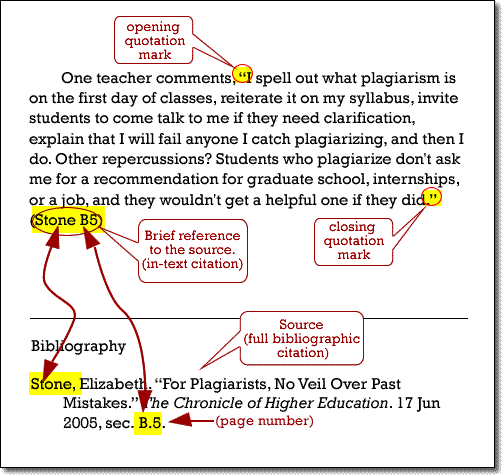 opening
quotation
mark
One teacher comments, “I spell out what plagiarism is
on the first day of classes, reiterate it on my syllabus, invite
students to come talk to me if they need clarification,
explain that I will fail anyone I catch plagiarizing, and then I
do. Other repercussions? Students who plagiarize don't ask
me for a recommendation for graduate school, internships,
or a job, and they wouldn't get a helpful one if they did.”
(Stone B5)
Brief reference
to the source.
(in-text citation)
closing
quotation
mark
Bibliography
Source
(full bibliographic
citation)
Stone, Elizabeth. “For Plagiarists, No Veil Over Past
Mistakes.” The Chronicle of Higher Education. 17 Jun
2005, sec. B.5.
(page number)